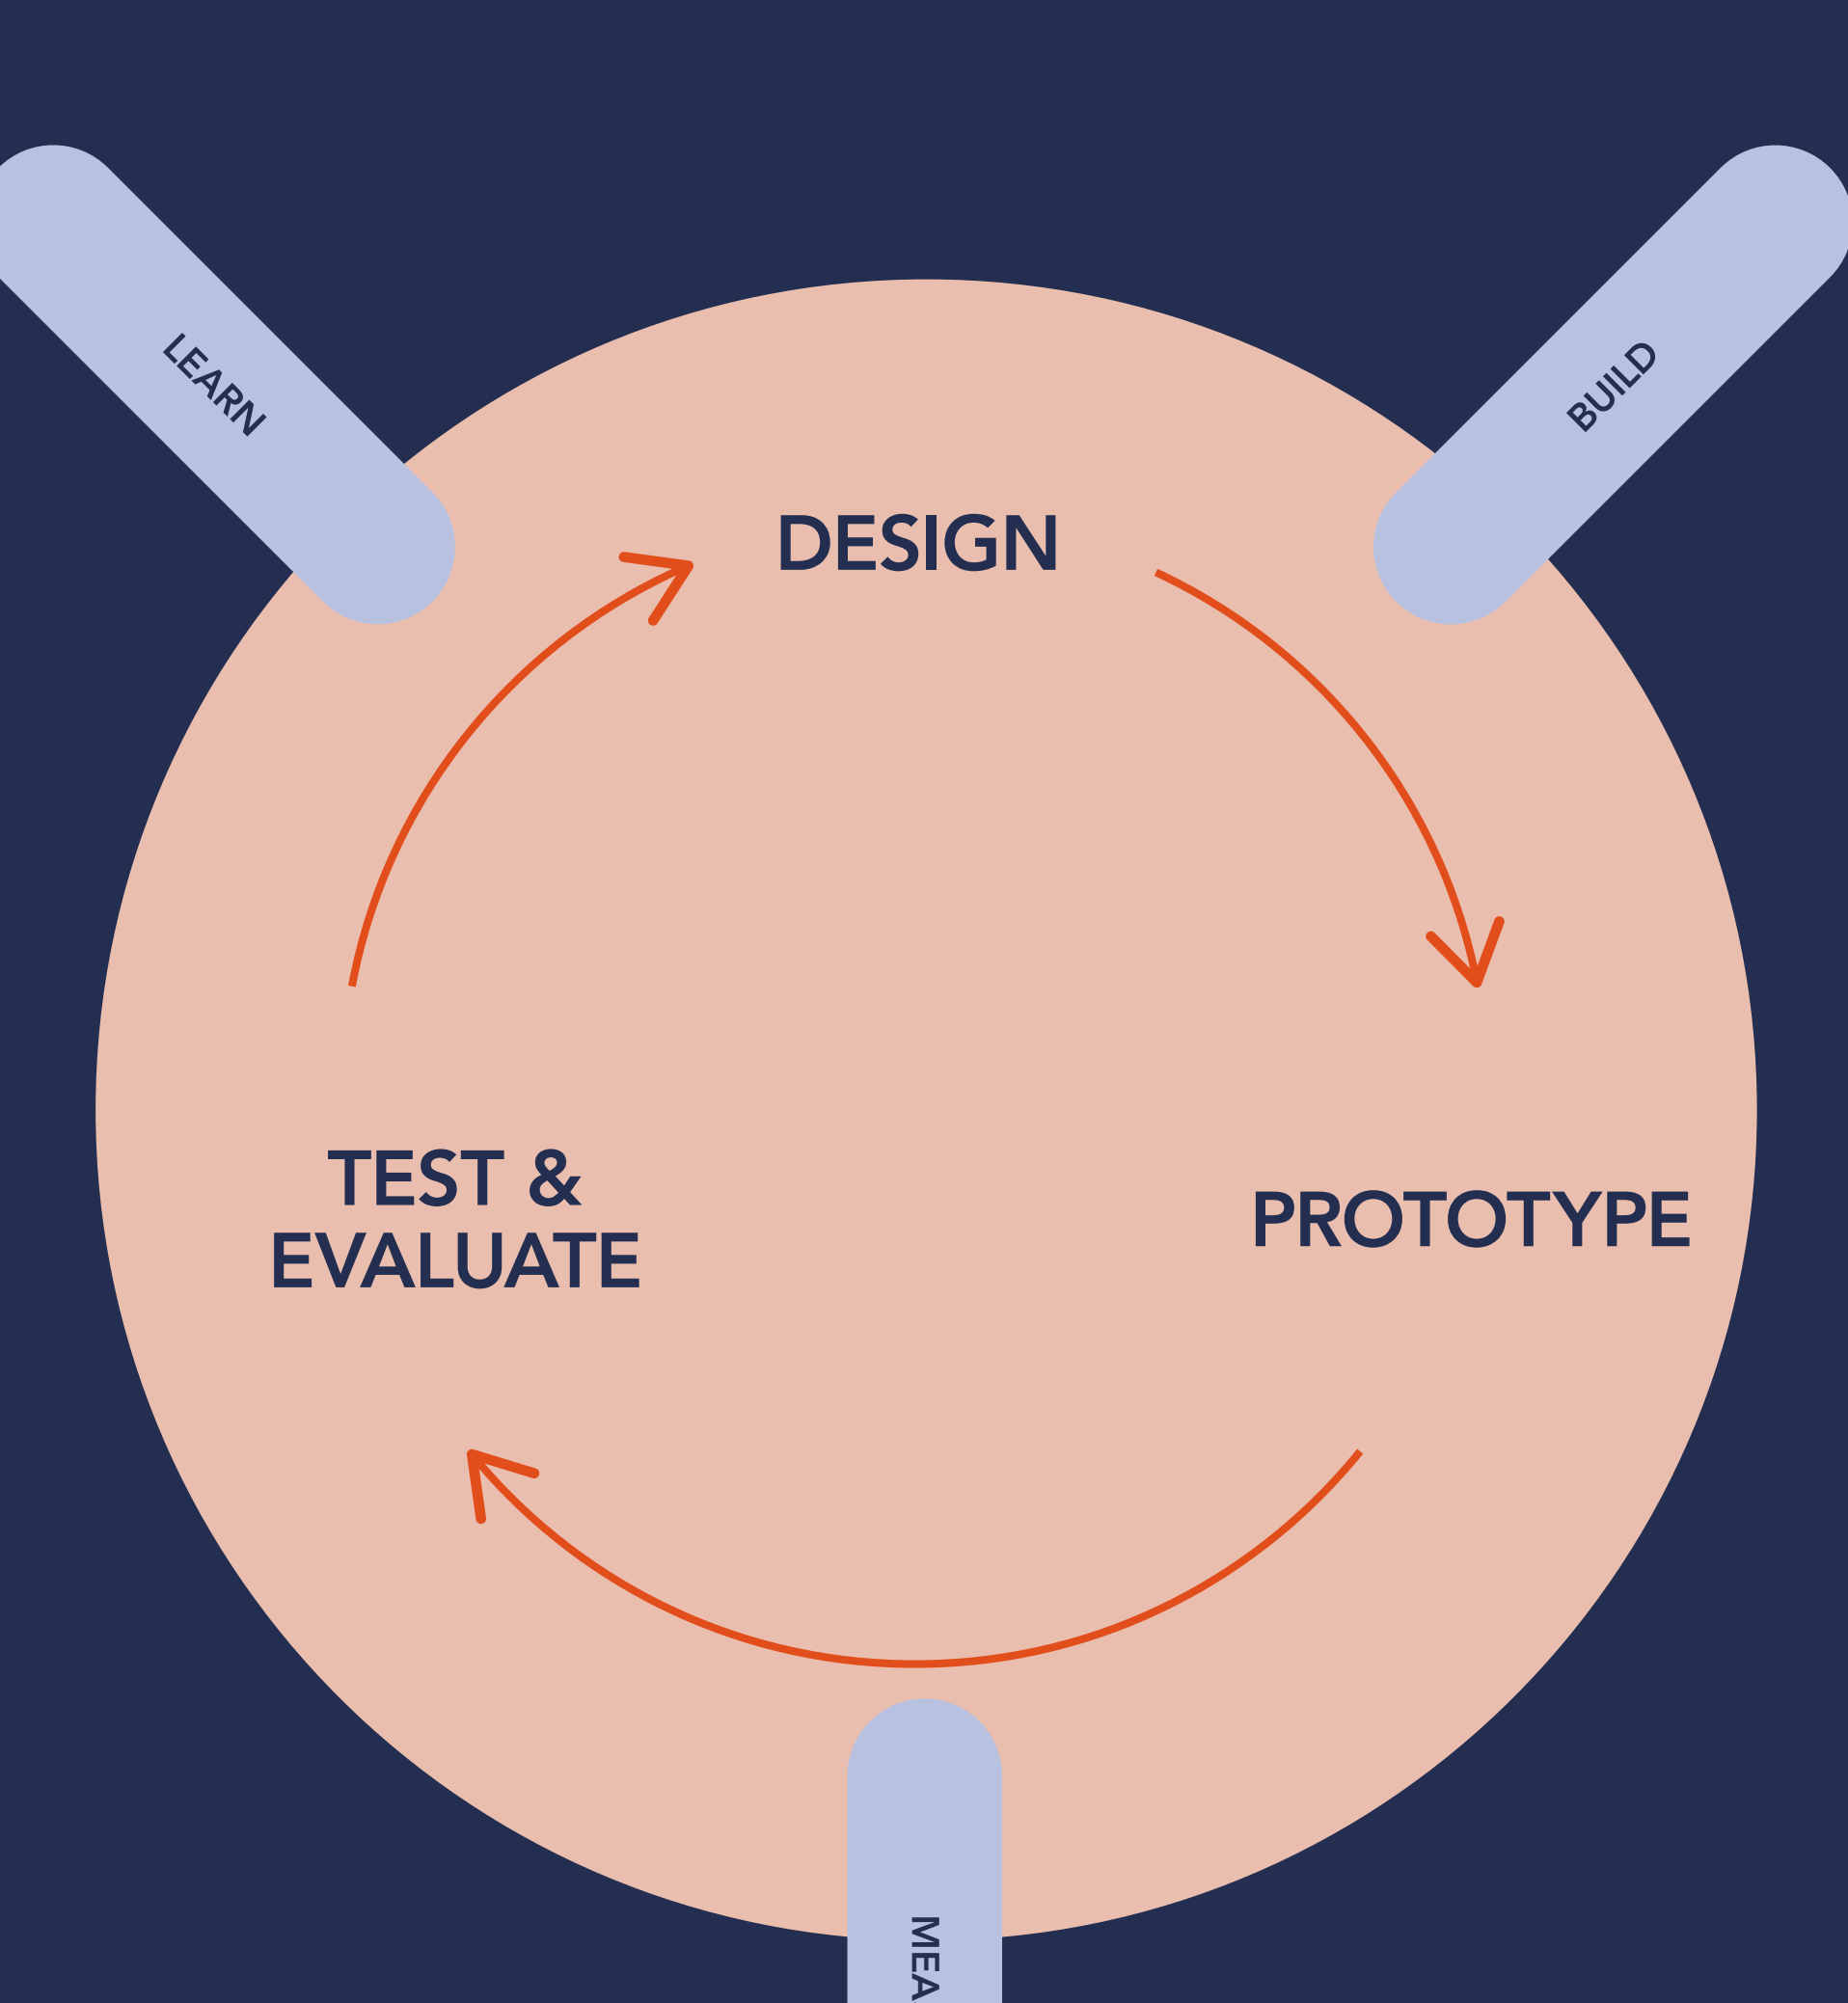 LEARN
BUILD
DESIGN
TEST &
EVALUATE
PROTOTYPE
MEA